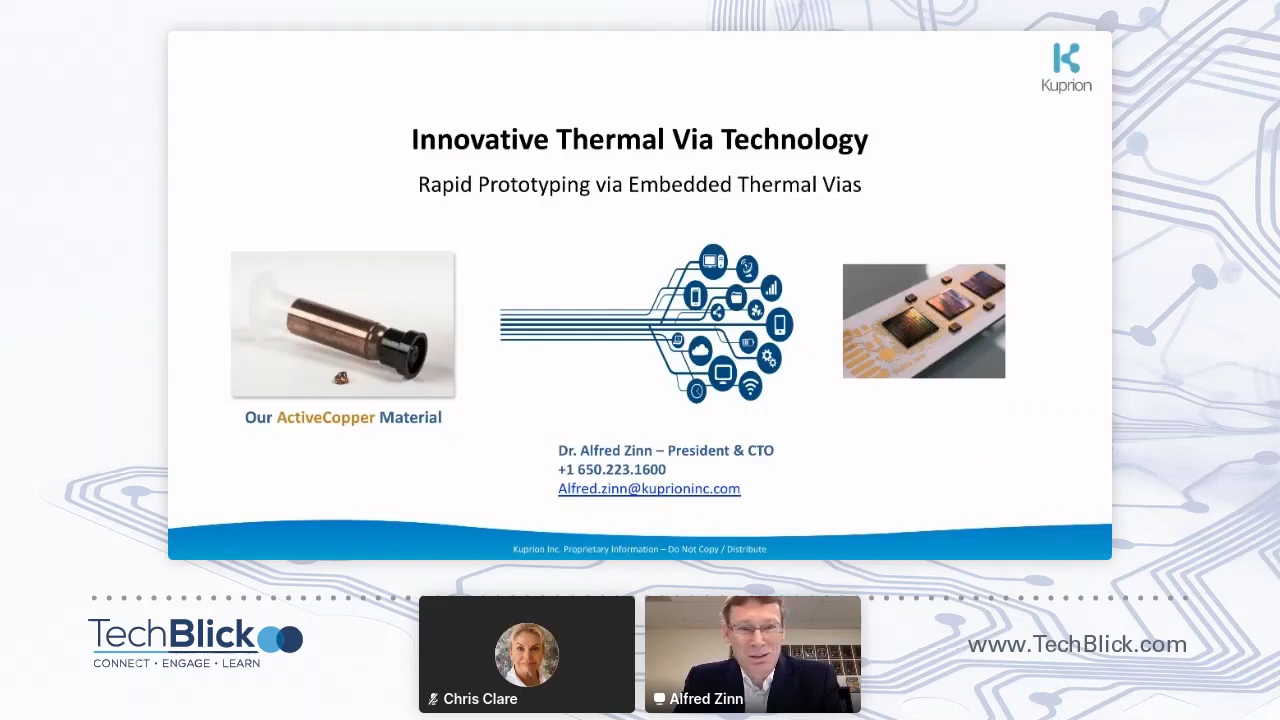 Kuprion
Innovative Thermal Via Technology
Rapid Prototyping via Embedded Thermal Vias
Our ActiveCopper Material
Dr. Alfred Zinn – President & CTO
+1 650.223.1600
Alfred.zinn@kuprioninc.com
Kuprion Inc. Proprietary Information – Do Not Copy / Distribute
TechBlick
CONNECT • ENGAGE • LEARN
Chris Clare
Alfred Zinn
www.TechBlick.com